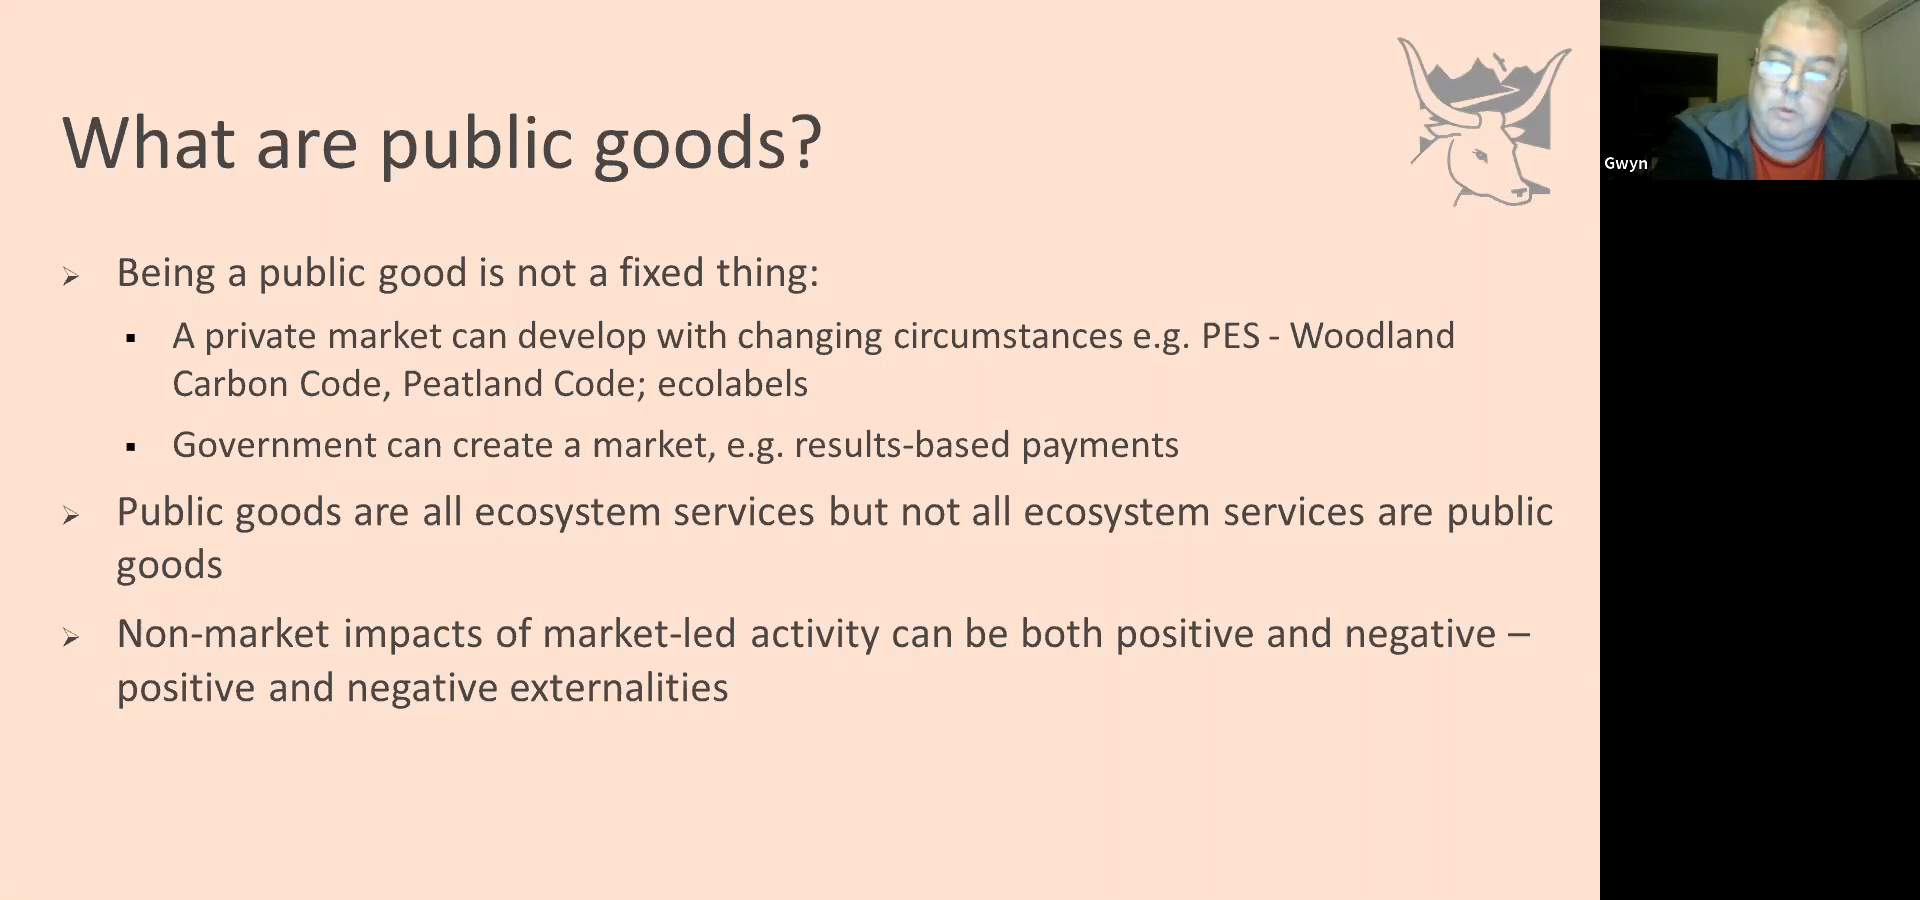 What are public goods?
Being a public good is not a fixed thing:
A private market can develop with changing circumstances e.g. PES - Woodland
Carbon Code, Peatland Code; ecolabels
Government can create a market, e.g. results-based payments
Public goods are all ecosystem services but not all ecosystem services are public
goods
Non-market impacts of market-led activity can be both positive and negative –
positive and negative externalities
Gwyn